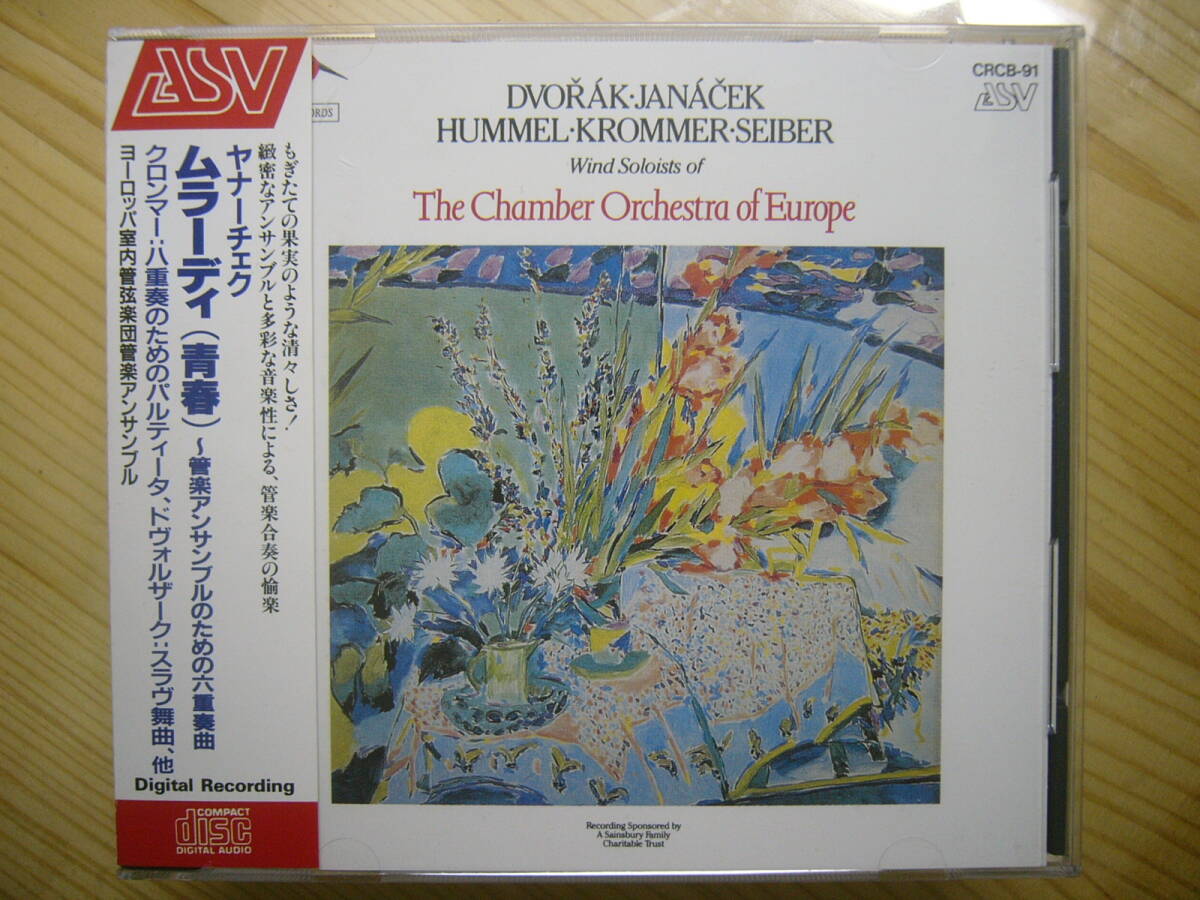 ASV
もぎたての果実のような清々しさ!
緻密なアンサンブルと多彩な音楽性による、管楽合奏の愉楽
ヤナーチェク
ムラーディ(青春)〜管楽アンサンブルのための六重奏曲
クロンマー:八重奏のためのパルティータ、ドヴォルザーク:スラヴ舞曲、他
ヨーロッパ室内管弦楽団管楽アンサンブル
Digital Recording
COMPACT
disc
DIGITAL AUDIO
ORDS
CRCB-91
ASV
DVOŘÁK·JANÁČEK
HUMMEL·KROMMER·SEIBER
Wind Soloists of
The Chamber Orchestra of Europe
Recording Sponsored by
A Sainsbury Family
Charitable Trust